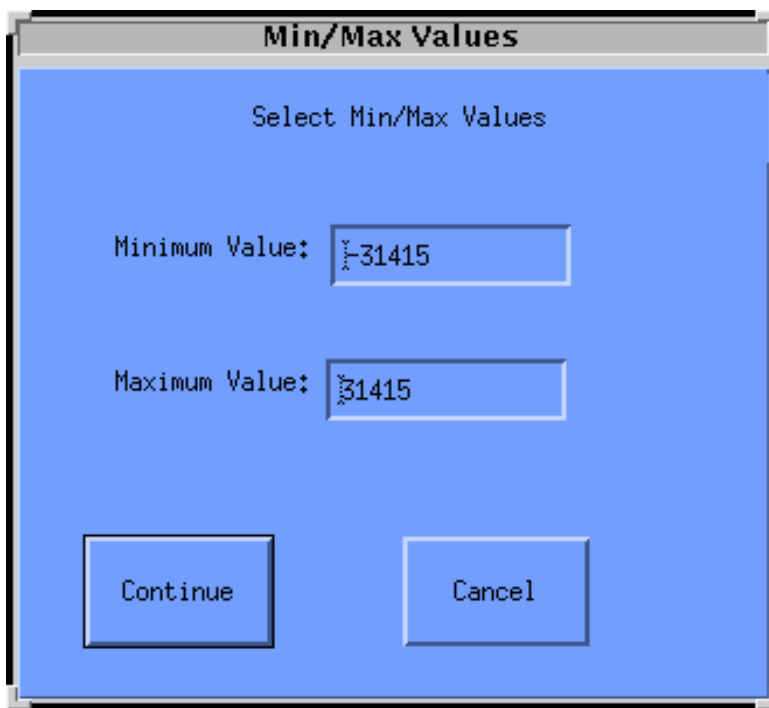 Min/Max Values
Select Min/Max Values
Minimum Value: -31415
Maximum Value: 31415
Continue Cancel